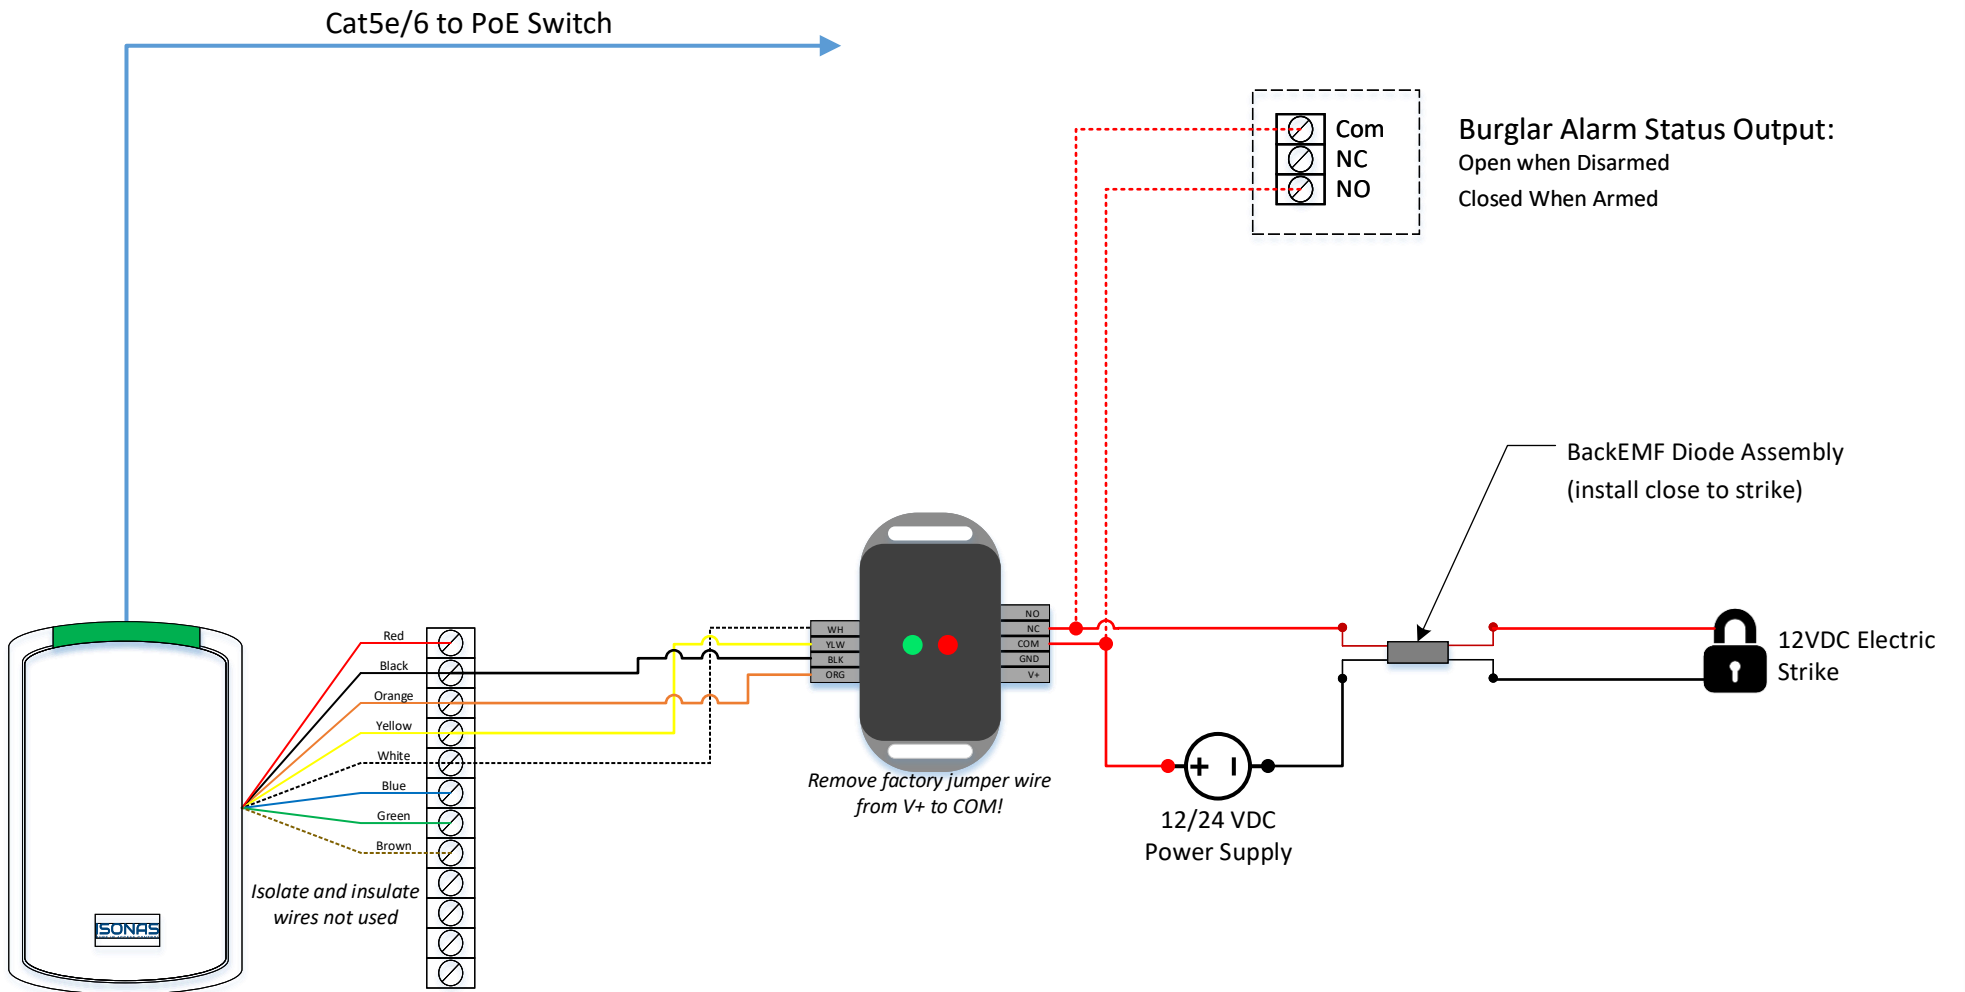 Cat5e/6 to PoE Switch
Com
NC
NO
Burglar Alarm Status Output:
Open when Disarmed
Closed When Armed
BackEMF Diode Assembly
(install close to strike)
NO
NC
COM
GND
V+
WH
YLW
BLK
ORG
Red
Black
Orange
Yellow
White
Blue
Green
Brown
12VDC Electric
Strike
Remove factory jumper wire
from V+ to COM!
12/24 VDC
Power Supply
Isolate and insulate
wires not used
ISONAS